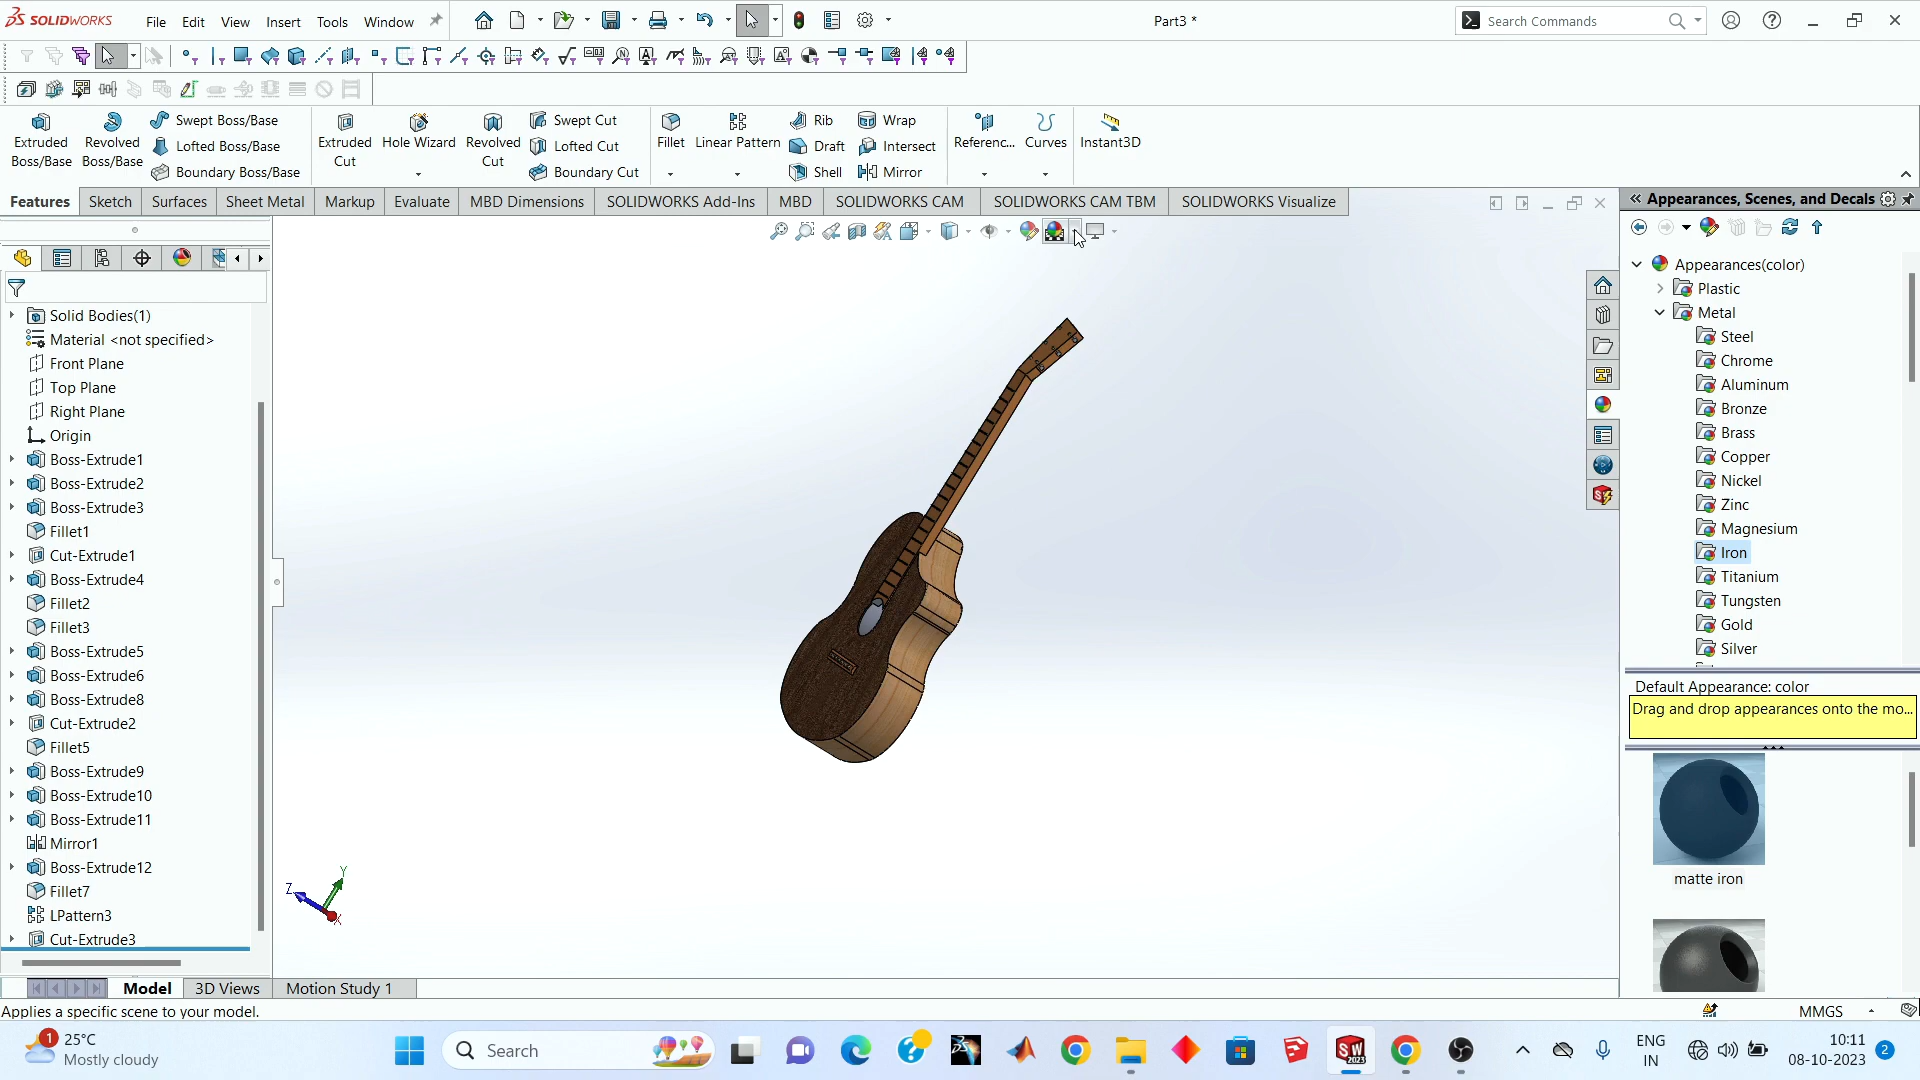 SOLIDWORKS File Edit View Insert Tools Window Part3 * Search Commands
Extruded Boss/Base
Revolved Boss/Base
Swept Boss/Base
Lofted Boss/Base
Boundary Boss/Base
Extruded Cut
Hole Wizard
Revolved Cut
Swept Cut
Lofted Cut
Boundary Cut
Fillet
Linear Pattern
Rib
Draft
Shell
Wrap
Intersect
Mirror
Referenc...
Curves
Instant3D
Features Sketch Surfaces Sheet Metal Markup Evaluate MBD Dimensions SOLIDWORKS Add-Ins MBD SOLIDWORKS CAM SOLIDWORKS CAM TBM SOLIDWORKS Visualize
Solid Bodies(1)
Material <not specified>
Front Plane
Top Plane
Right Plane
Origin
Boss-Extrude1
Boss-Extrude2
Boss-Extrude3
Fillet1
Cut-Extrude1
Boss-Extrude4
Fillet2
Fillet3
Boss-Extrude5
Boss-Extrude6
Boss-Extrude8
Cut-Extrude2
Fillet5
Boss-Extrude9
Boss-Extrude10
Boss-Extrude11
Mirror1
Boss-Extrude12
Fillet7
LPattern3
Cut-Extrude3
Z
Y
X
Appearances, Scenes, and Decals
Appearances(color)
Plastic
Metal
Steel
Chrome
Aluminum
Bronze
Brass
Copper
Nickel
Zinc
Magnesium
Iron
Titanium
Tungsten
Gold
Silver
Default Appearance: color
Drag and drop appearances onto the mo...
matte iron
Model 3D Views Motion Study 1
Applies a specific scene to your model. MMGS
1
25°C
Mostly cloudy
Search
SW
2023
ENG
IN
10:11
08-10-2023
2